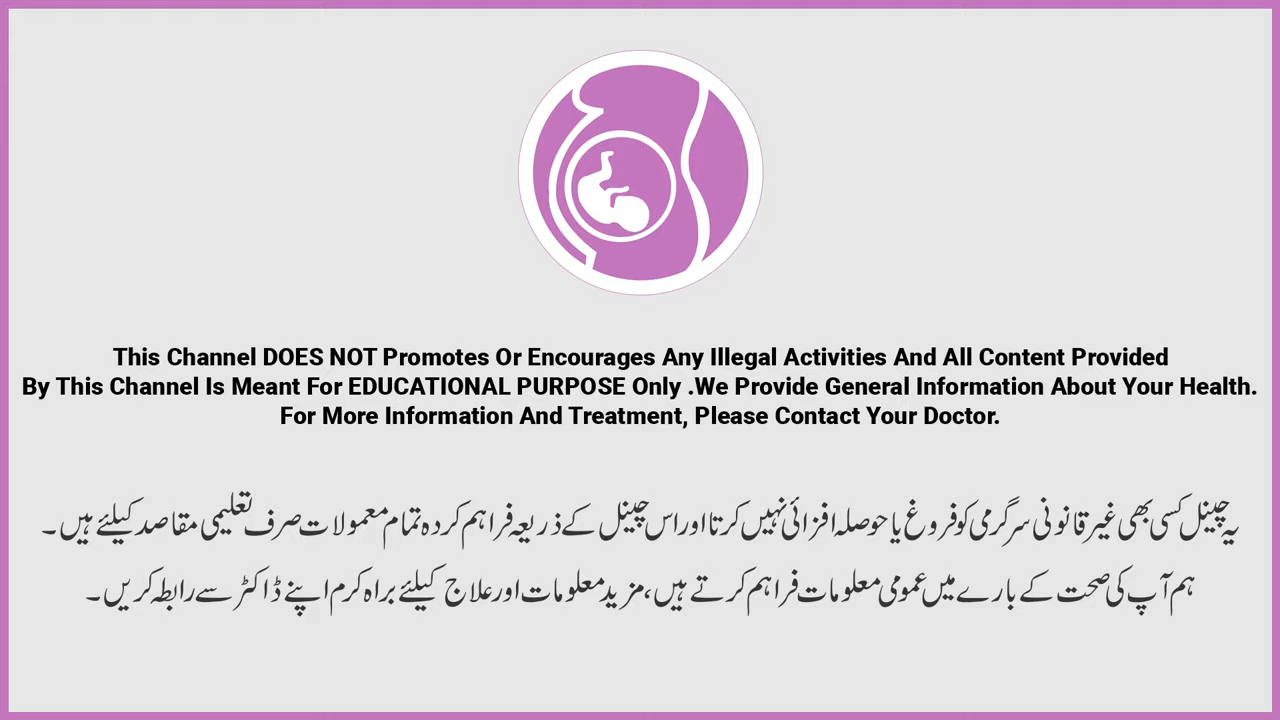 This Channel DOES NOT Promotes Or Encourages Any Illegal Activities And All Content Provided
By This Channel Is Meant For EDUCATIONAL PURPOSE Only .We Provide General Information About Your Health.
For More Information And Treatment, Please Contact Your Doctor.
یہ چینل کسی بھی غیر قانونی سرگرمی کو فروغ یا حوصلہ افزائی نہیں کرتا اور اس چینل کے ذریعہ فراہم کردہ تمام معمولات صرف تعلیمی مقاصد کیلئے ہیں۔
ہم آپ کی صحت کے بارے میں عمومی معلومات فراہم کرتے ہیں، مزید معلومات اور علاج کیلئے براہ کرم اپنے ڈاکٹر سے رابطہ کریں۔